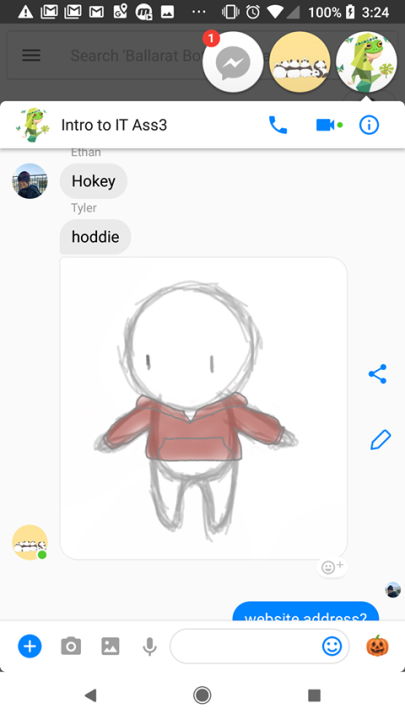 100% 3:24
Search 'Ballarat Bo
1
Intro to IT Ass3
Ethan
Hokey
Tyler
hoddie
website address?